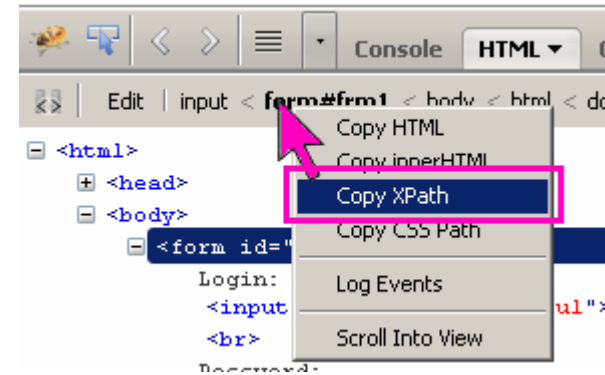 Console HTML
Edit input < form#frm1 < body < html < do
Copy HTML
<html>
Copy innerHTML
<head>
Copy XPath
<body>
Copy CSS Path
<form id="
Login:
Log Events
<input ul">
<br>
Scroll Into View
Password: